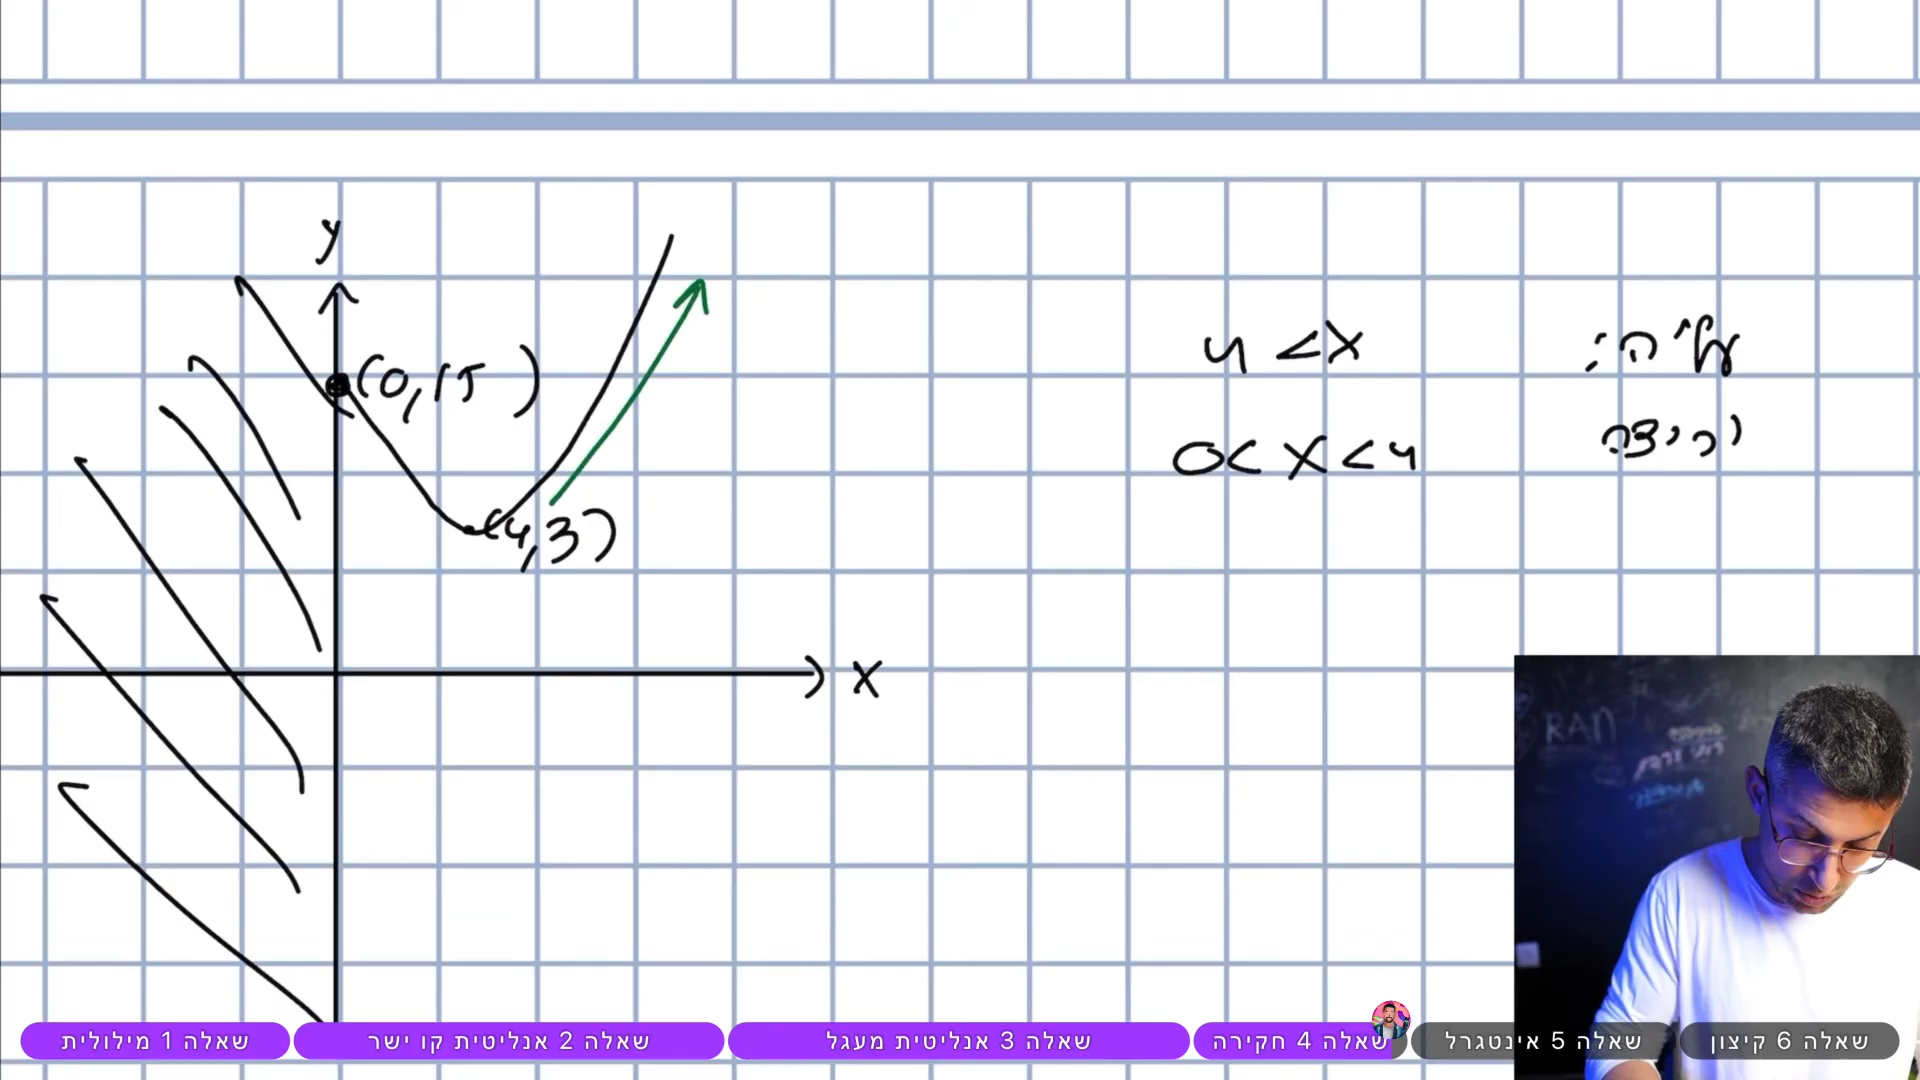 y
(0,15)
(4,3)
x
עליה: 4<x
ירידה 0<x<4
RAN
שאלה 1 מילולית
שאלה 2 אנליטית קו ישר
שאלה 3 אנליטית מעגל
שאלה 4 חקירה
שאלה 5 אינטגרל
שאלה 6 קיצון